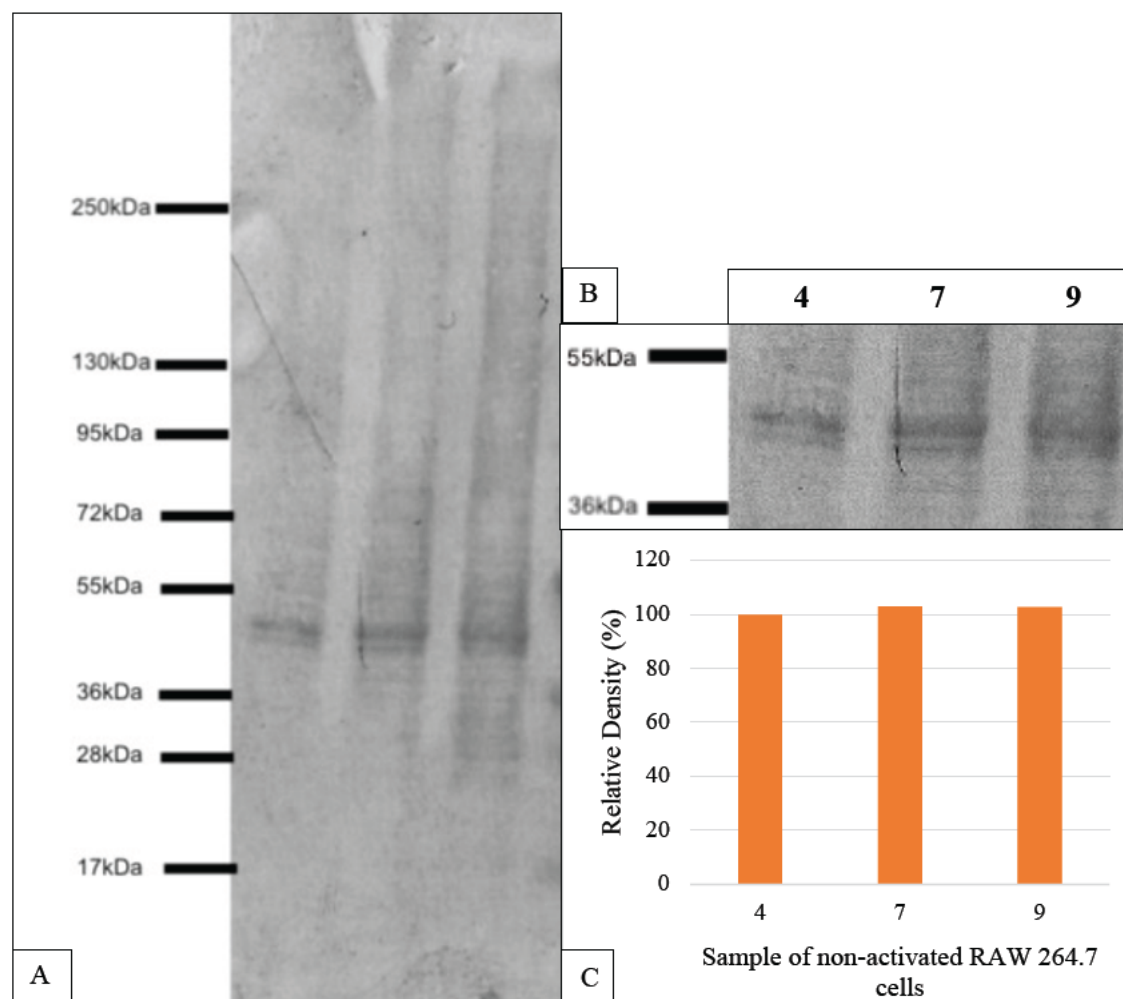 250kDa
130kDa
95kDa
72kDa
55kDa
36kDa
28kDa
17kDa
A
B
4 7 9
55kDa
36kDa
120
100
80
60
40
20
0
Relative Density (%)
4 7 9
Sample of non-activated RAW 264.7
cells
C